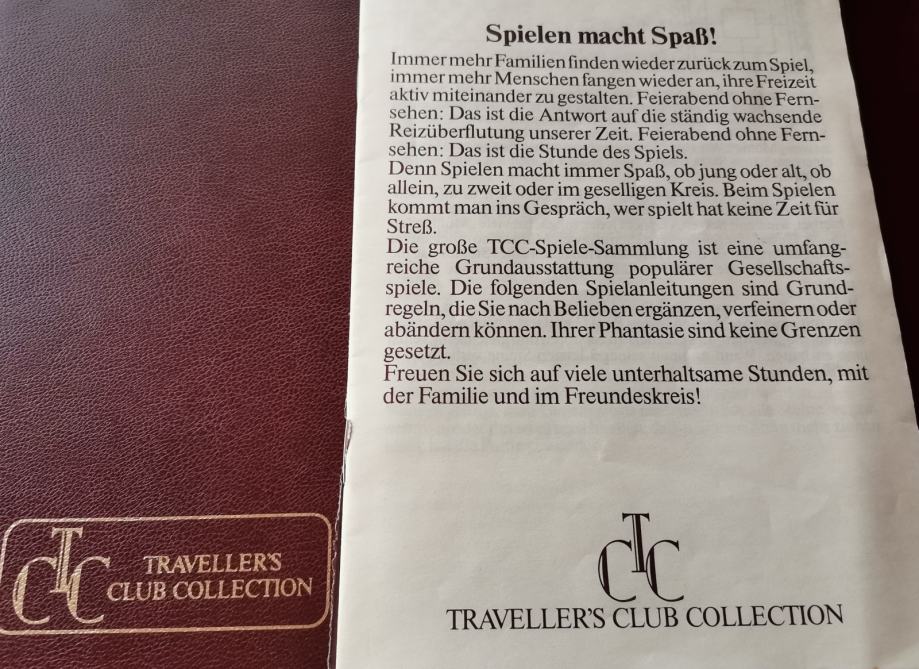 Spielen macht Spaß!
Immer mehr Familien finden wieder zurück zum Spiel,
immer mehr Menschen fangen wieder an, ihre Freizeit
aktiv miteinander zu gestalten. Feierabend ohne Fern-
sehen: Das ist die Antwort auf die ständig wachsende
Reizüberflutung unserer Zeit. Feierabend ohne Fern-
sehen: Das ist die Stunde des Spiels.
Denn Spielen macht immer Spaß, ob jung oder alt, ob
allein, zu zweit oder im geselligen Kreis. Beim Spielen
kommt man ins Gespräch, wer spielt hat keine Zeit für
Streß.
Die große TCC-Spiele-Sammlung ist eine umfang-
reiche Grundausstattung populärer Gesellschafts-
spiele. Die folgenden Spielanleitungen sind Grund-
regeln, die Sie nach Belieben ergänzen, verfeinern oder
abändern können. Ihrer Phantasie sind keine Grenzen
gesetzt.
Freuen Sie sich auf viele unterhaltsame Stunden, mit
der Familie und im Freundeskreis!
CTC
TRAVELLER'S CLUB COLLECTION
CTC
TRAVELLER'S
CLUB COLLECTION